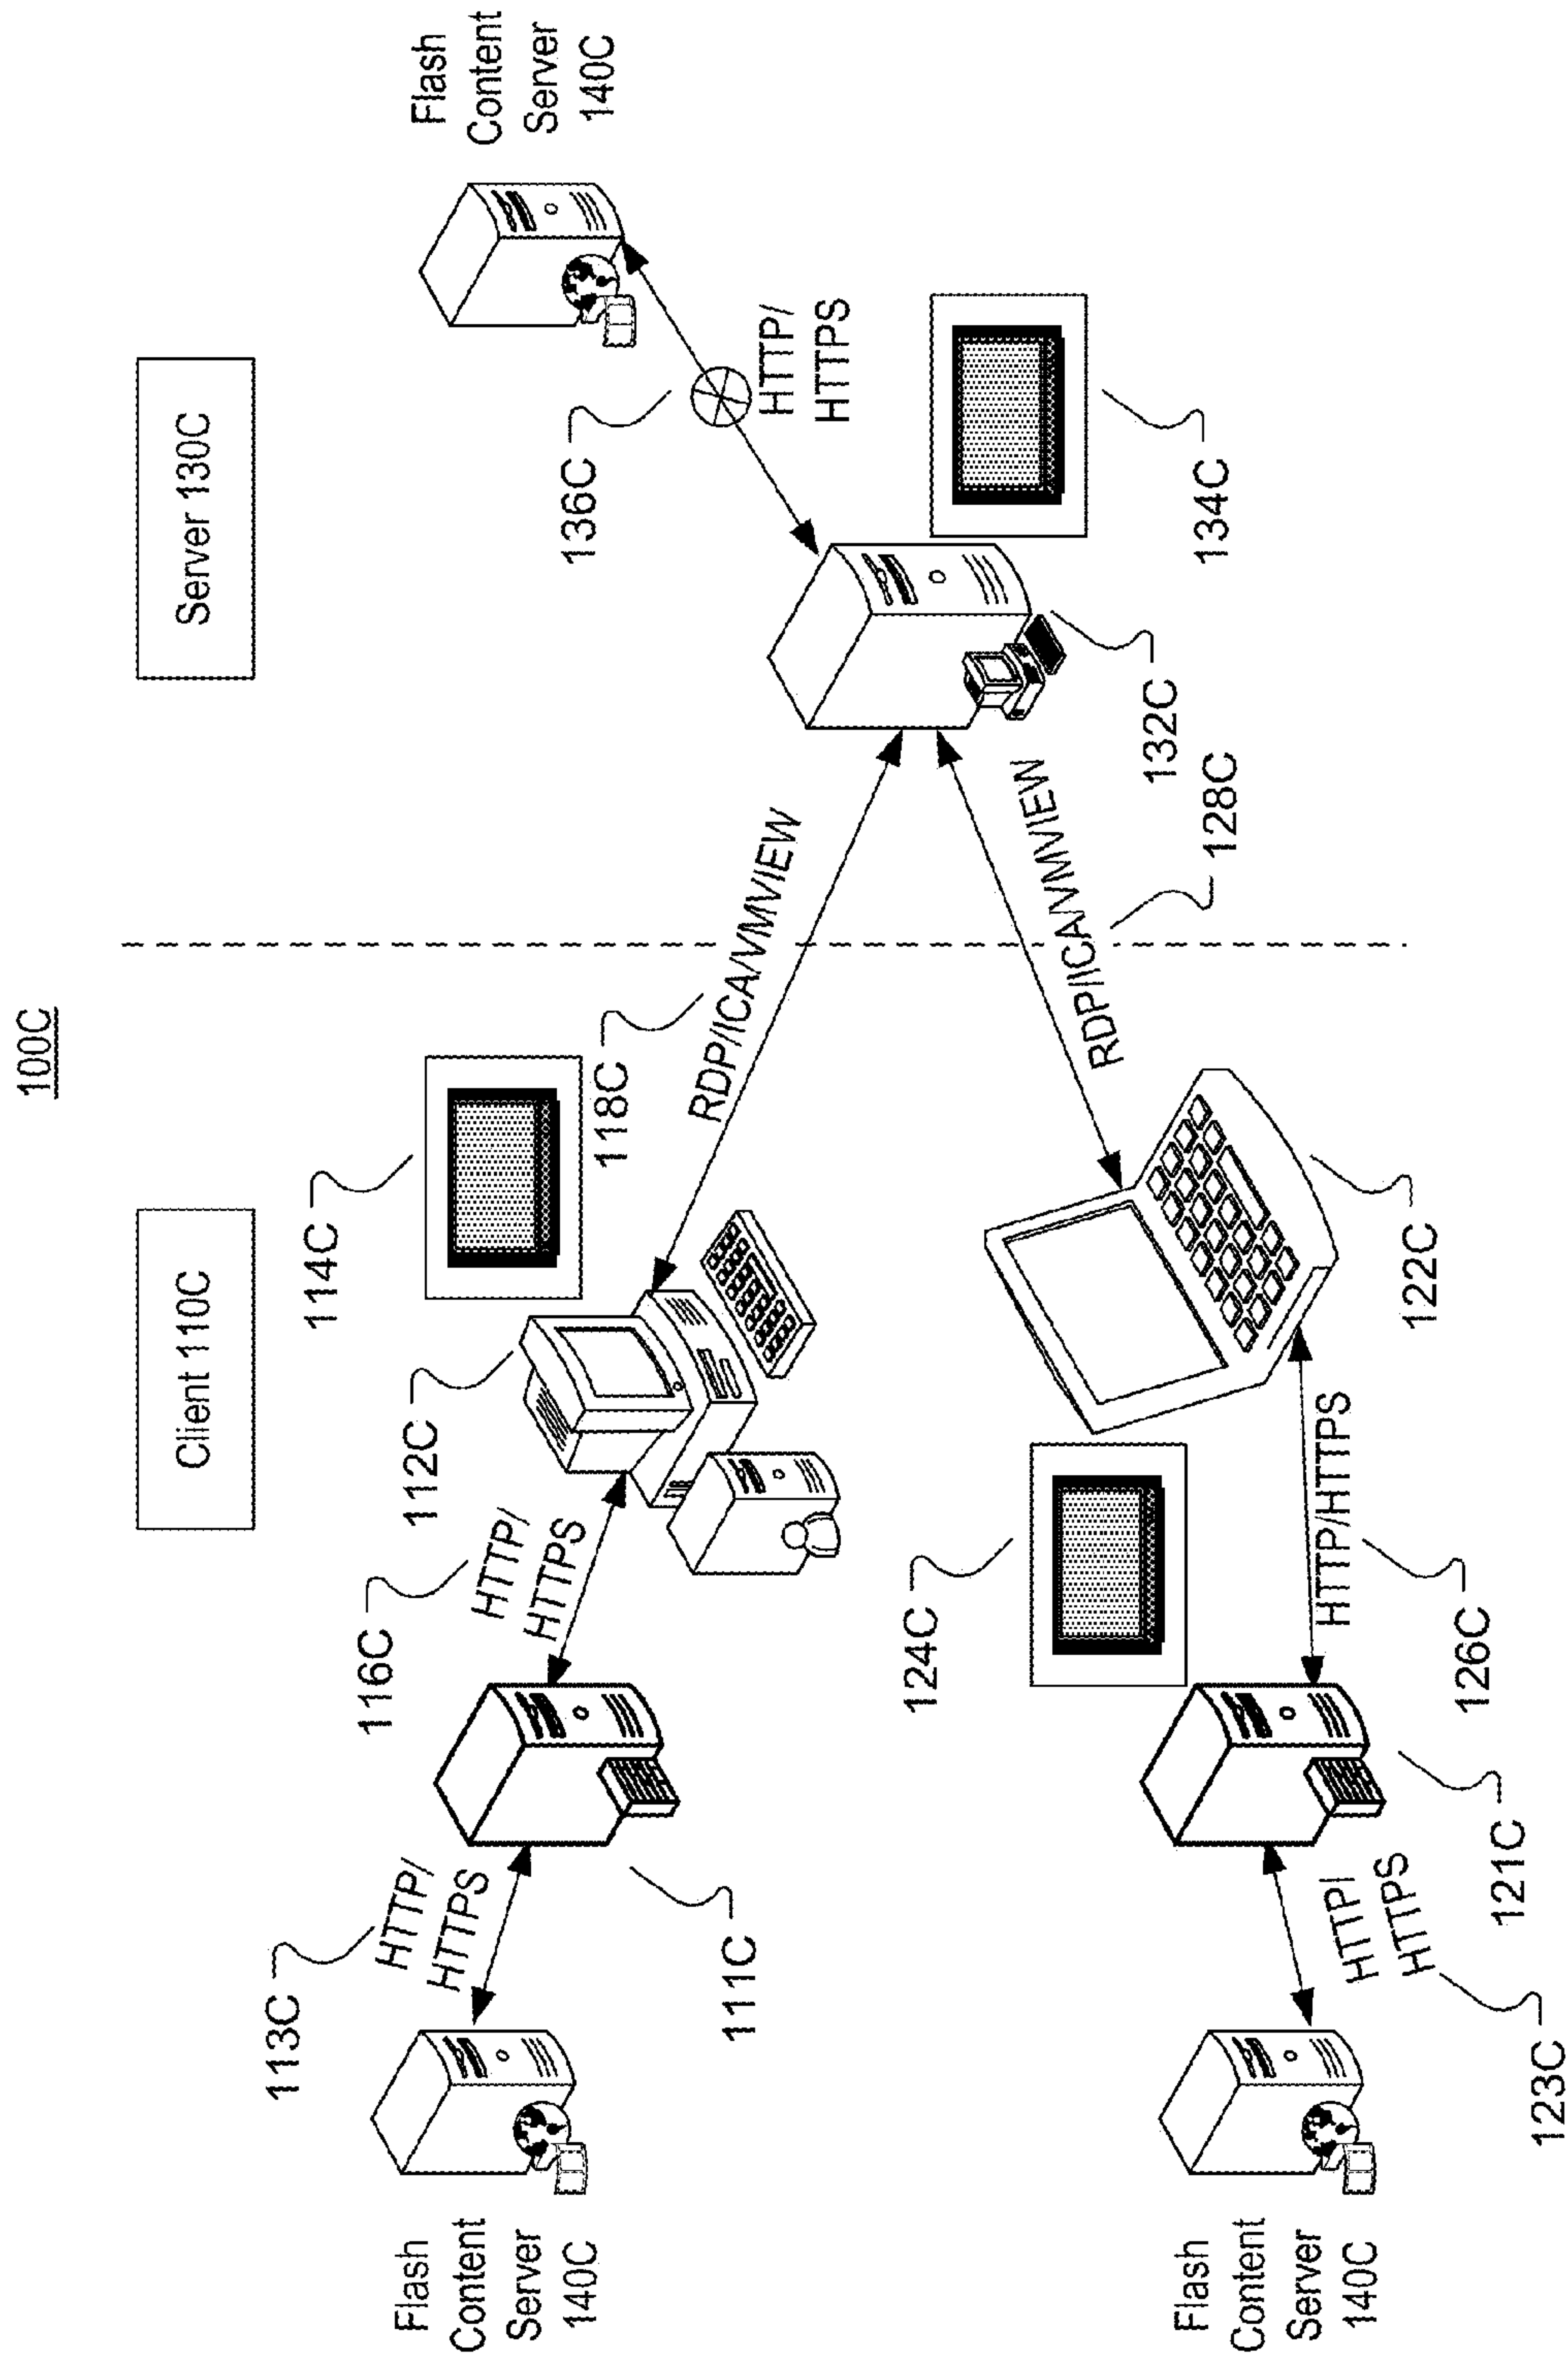 100C
Client 110C
Server 130C
Flash
Content
Server
140C
113C
HTTP/
HTTPS
111C
116C
HTTP/
HTTPS
112C
114C
118C
RDP/ICA/VMVIEW
136C
HTTP/
HTTPS
Flash
Content
Server
140C
134C
132C
128C
RDP/ICA/VMVIEW
122C
124C
HTTP/HTTPS
126C
121C
HTTP/
HTTPS
123C
Flash
Content
Server
140C